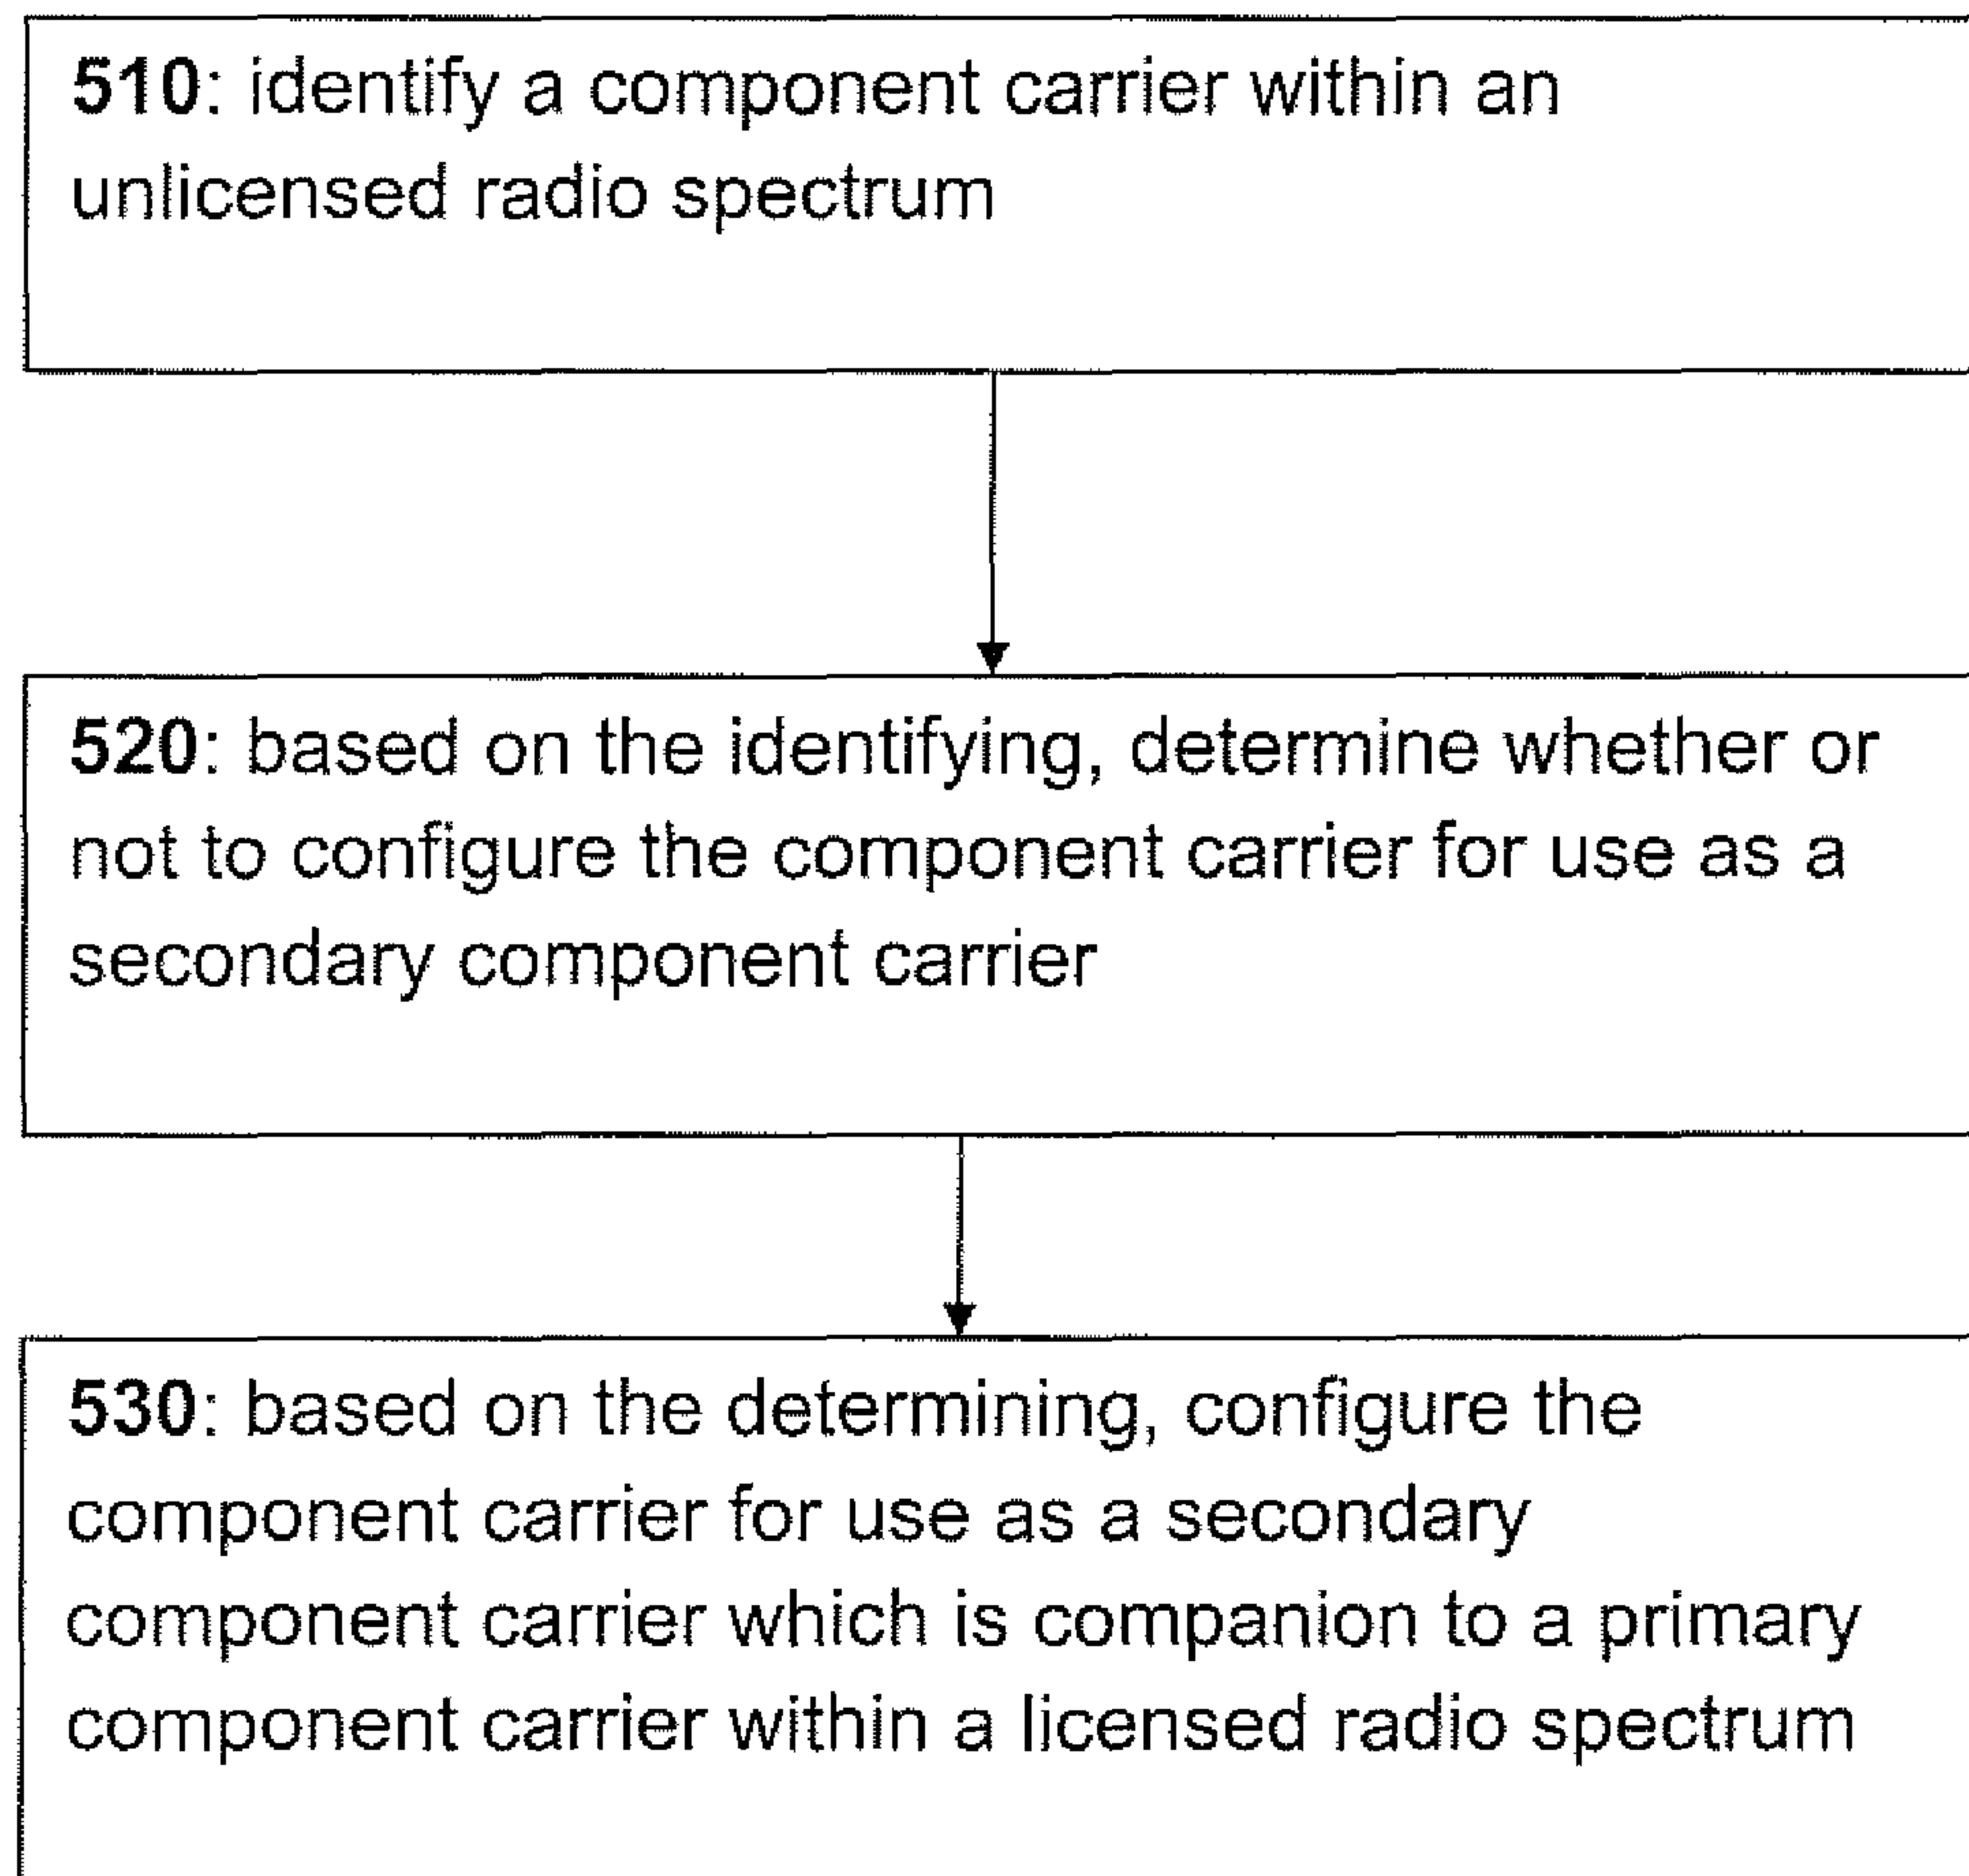 510: identify a component carrier within an
unlicensed radio spectrum
520: based on the identifying, determine whether or
not to configure the component carrier for use as a
secondary component carrier
530: based on the determining, configure the
component carrier for use as a secondary
component carrier which is companion to a primary
component carrier within a licensed radio spectrum